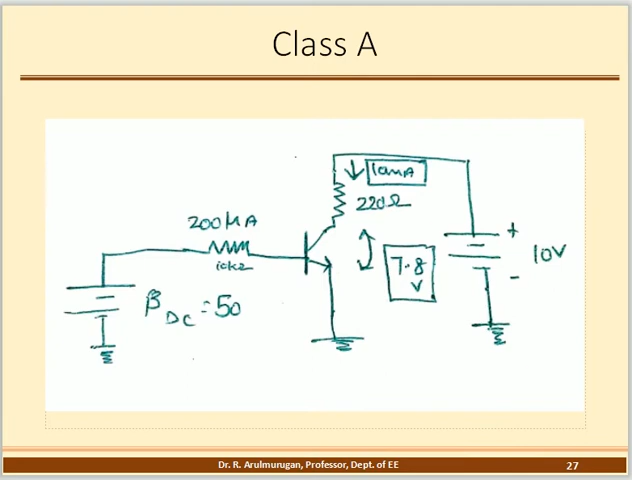 Class A
10mA
220Ω
200μA
10kΩ
7.8
V
+
10V
-
βDC = 50
Dr. R. Arulmurugan, Professor, Dept. of EE
27